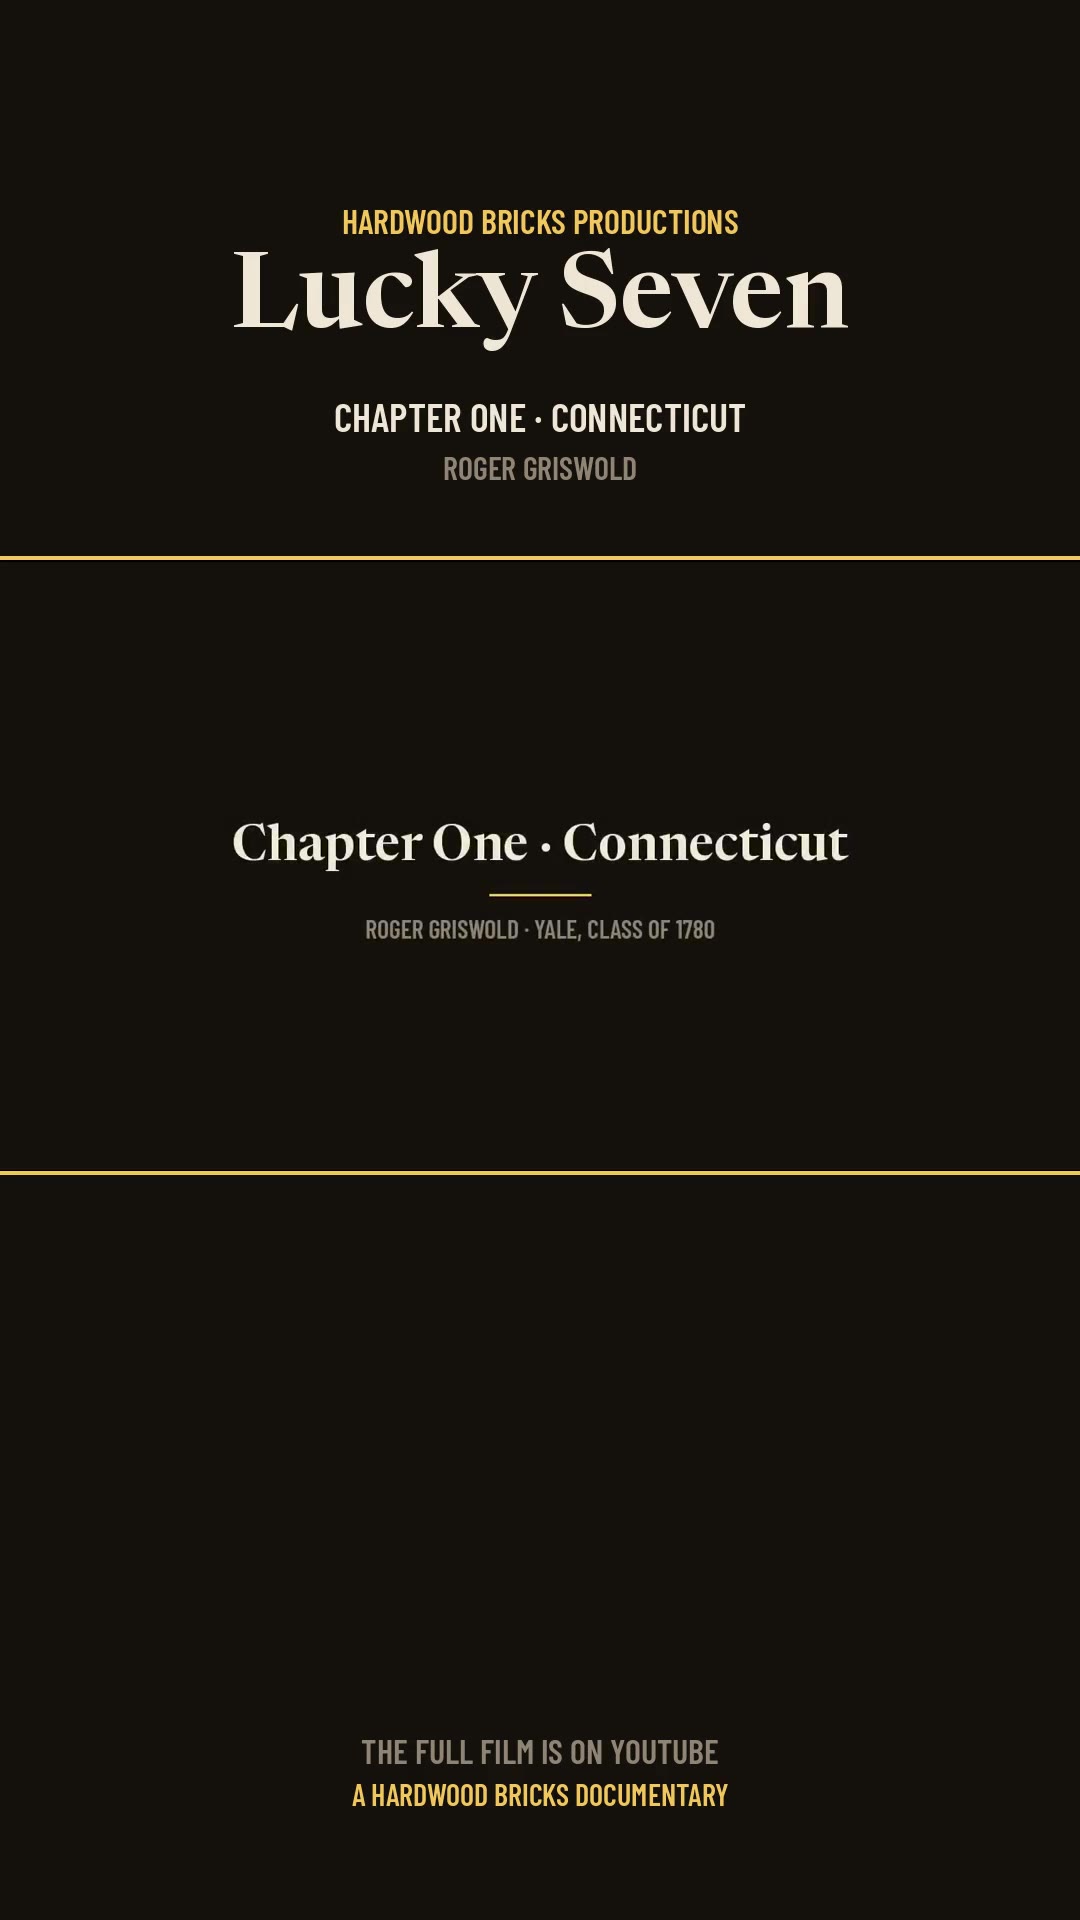 HARDWOOD BRICKS PRODUCTIONS
Lucky Seven
CHAPTER ONE · CONNECTICUT
ROGER GRISWOLD
Chapter One · Connecticut
ROGER GRISWOLD · YALE, CLASS OF 1780
THE FULL FILM IS ON YOUTUBE
A HARDWOOD BRICKS DOCUMENTARY